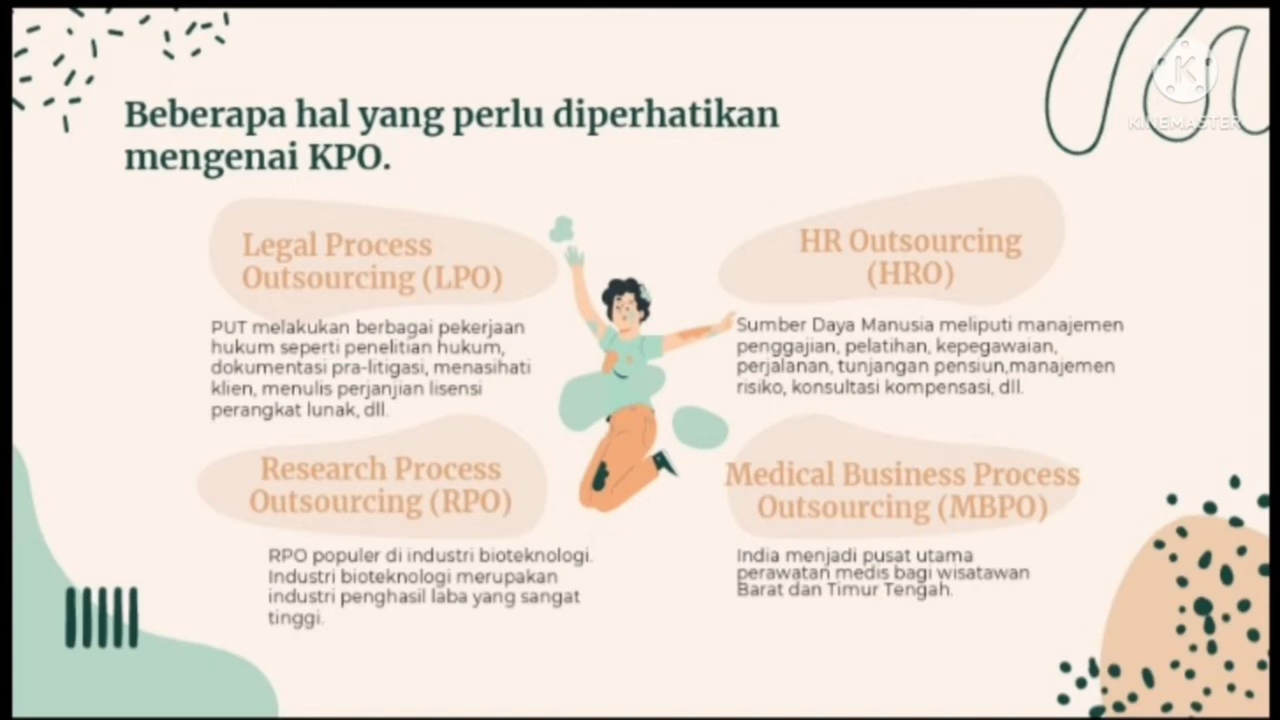 Beberapa hal yang perlu diperhatikan
mengenai KPO.
KINEMASTER
Legal Process
Outsourcing (LPO)
PUT melakukan berbagai pekerjaan
hukum seperti penelitian hukum,
dokumentasi pra-litigasi, menasihati
klien, menulis perjanjian lisensi
perangkat lunak, dll.
HR Outsourcing
(HRO)
Sumber Daya Manusia meliputi manajemen
penggajian, pelatihan, kepegawaian,
perjalanan, tunjangan pensiun,manajemen
risiko, konsultasi kompensasi, dll.
Research Process
Outsourcing (RPO)
RPO populer di industri bioteknologi.
Industri bioteknologi merupakan
industri penghasil laba yang sangat
tinggi.
Medical Business Process
Outsourcing (MBPO)
India menjadi pusat utama
perawatan medis bagi wisatawan
Barat dan Timur Tengah.